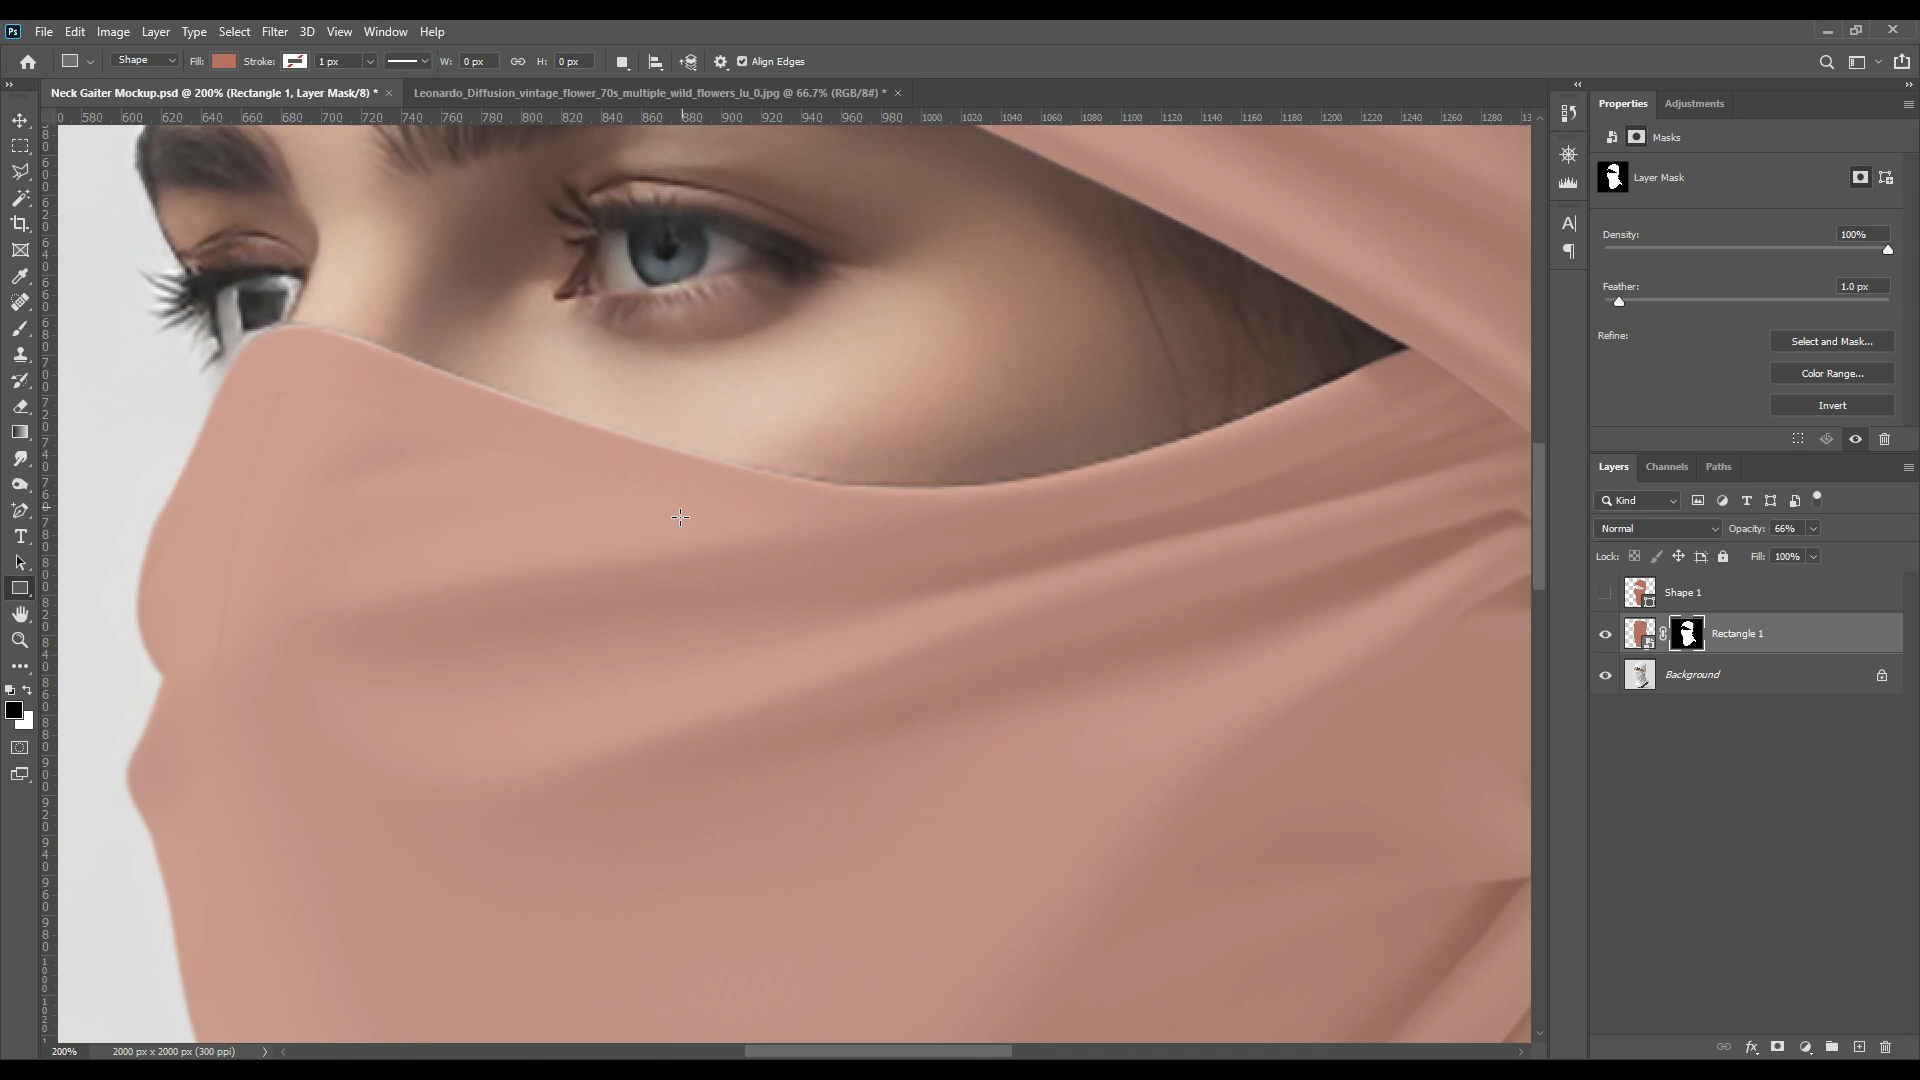 Ps File Edit Image Layer Type Select Filter 3D View Window Help
Shape Fill: Stroke: 1 px W: 0 px H: 0 px Align Edges
Neck Gaiter Mockup.psd @ 200% (Rectangle 1, Layer Mask/8) * × Leonardo_Diffusion_vintage_flower_70s_multiple_wild_flowers_lu_0.jpg @ 66.7% (RGB/8#) * ×
580 600 620 640 660 680 700 720 740 760 780 800 820 840 860 880 900 920 940 960 980 1000 1020 1040 1060 1080 1100 1120 1140 1160 1180 1200 1220 1240 1260 1280
Properties Adjustments
Masks
Layer Mask
Density: 100%
Feather: 1.0 px
Refine: Select and Mask...
Color Range...
Invert
Layers Channels Paths
Kind
Normal Opacity: 66%
Lock: Fill: 100%
Shape 1
Rectangle 1
Background
fx
200% 2000 px x 2000 px (300 ppi)